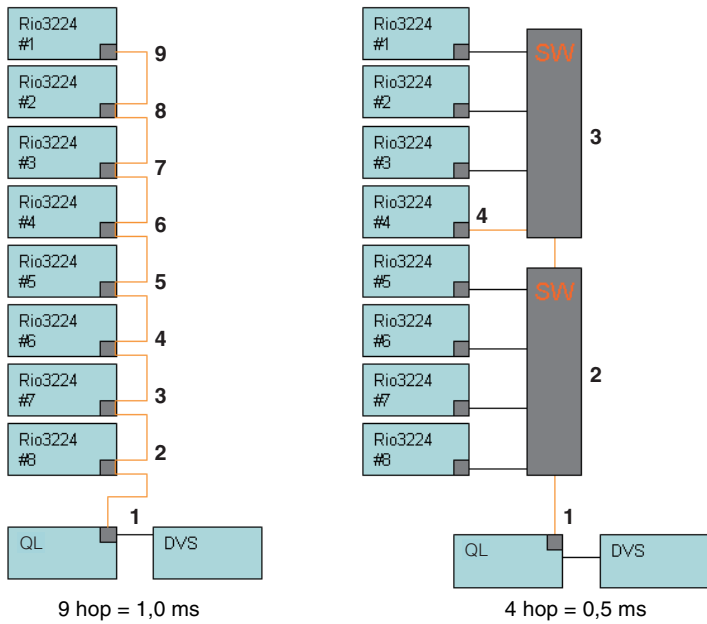 Rio3224
#1
9
Rio3224
#2
8
Rio3224
#3
7
Rio3224
#4
6
Rio3224
#5
5
Rio3224
#6
4
Rio3224
#7
3
Rio3224
#8
2
1
QL
DVS
9 hop = 1,0 ms
Rio3224
#1
SW
Rio3224
#2
3
Rio3224
#3
Rio3224
#4
4
Rio3224
#5
SW
Rio3224
#6
2
Rio3224
#7
Rio3224
#8
1
QL
DVS
4 hop = 0,5 ms